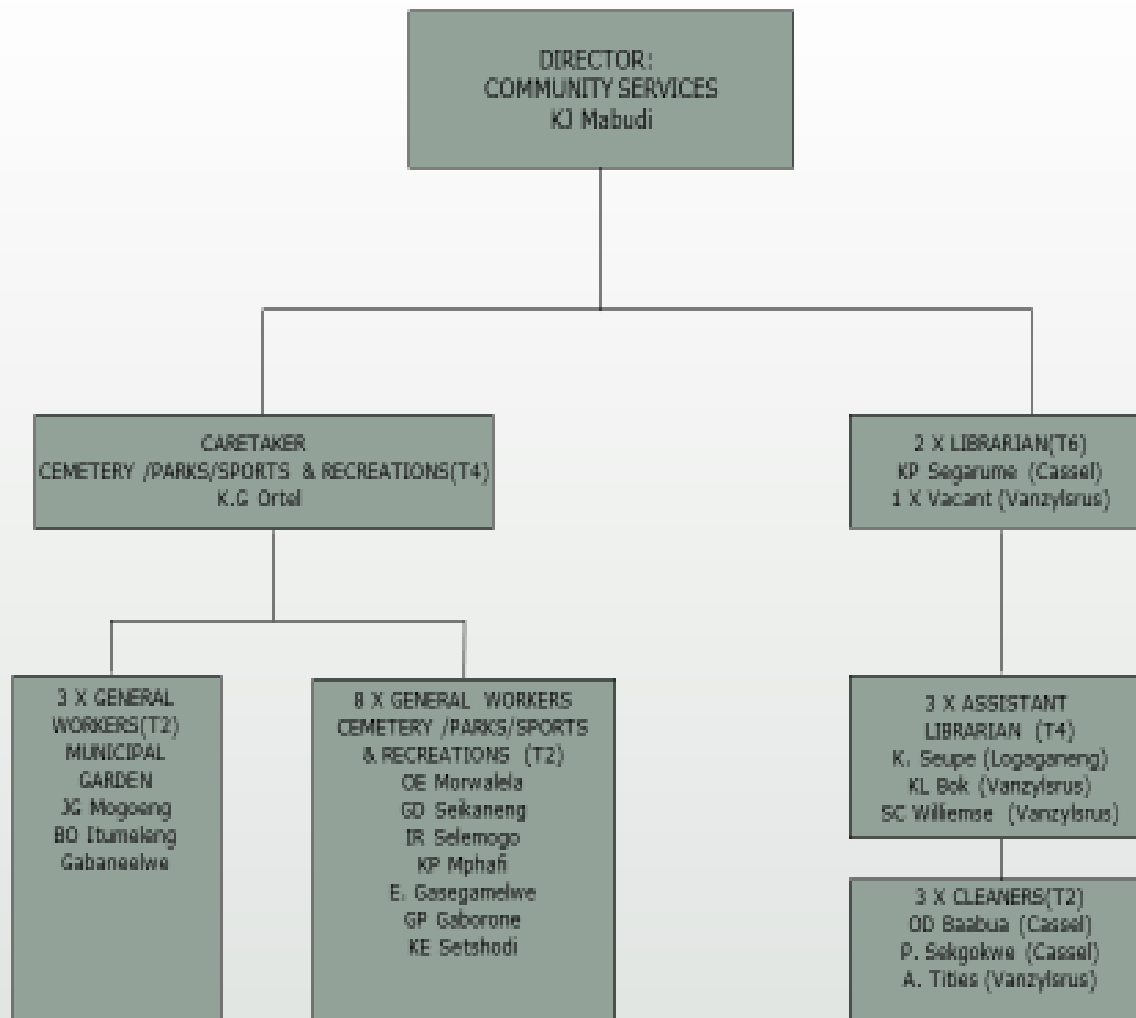 DIRECTOR:
COMMUNITY SERVICES
KJ Mabudi
CARETAKER
CEMETERY /PARKS/SPORTS & RECREATIONS(T4)
K.G Ortel
2 X LIBRARIAN(T6)
KP Segarume (Cassel)
1 X Vacant (Vanzylsrus)
3 X GENERAL
WORKERS(T2)
MUNICIPAL
GARDEN
JG Mogoeng
BO Itumeleng
Gabaneelwe
8 X GENERAL WORKERS
CEMETERY /PARKS/SPORTS
& RECREATIONS (T2)
OE Morwalela
GD Seikaneng
IR Selemogo
KP Mphafi
E. Gasegamelwe
GP Gaborone
KE Setshodi
3 X ASSISTANT
LIBRARIAN (T4)
K. Seupe (Logaganeng)
KL Bok (Vanzylsrus)
SC Williemse (Vanzylsrus)
3 X CLEANERS(T2)
OD Baabua (Cassel)
P. Sekgokwe (Cassel)
A. Tities (Vanzylsrus)